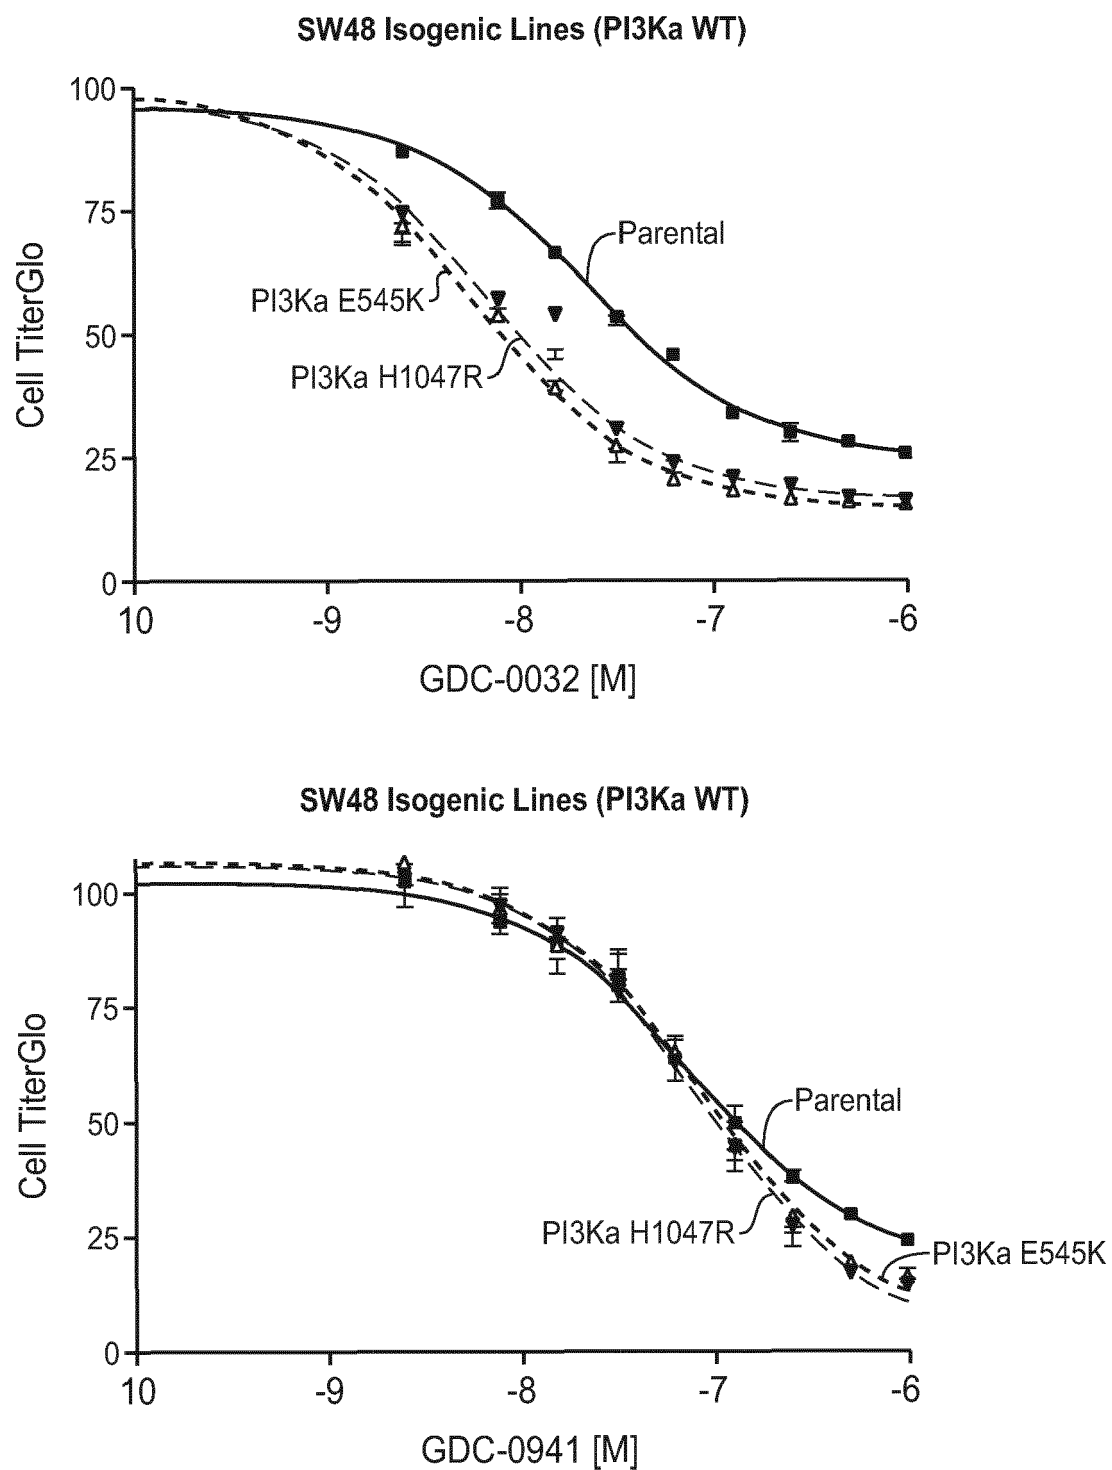 SW48 Isogenic Lines (PI3Ka WT)
100
75
50
25
0
Cell TiterGlo
Parental
PI3Ka E545K
PI3Ka H1047R
10
-9
-8
-7
-6
GDC-0032 [M]
SW48 Isogenic Lines (PI3Ka WT)
100
75
50
25
0
Cell TiterGlo
Parental
PI3Ka H1047R
PI3Ka E545K
10
-9
-8
-7
-6
GDC-0941 [M]